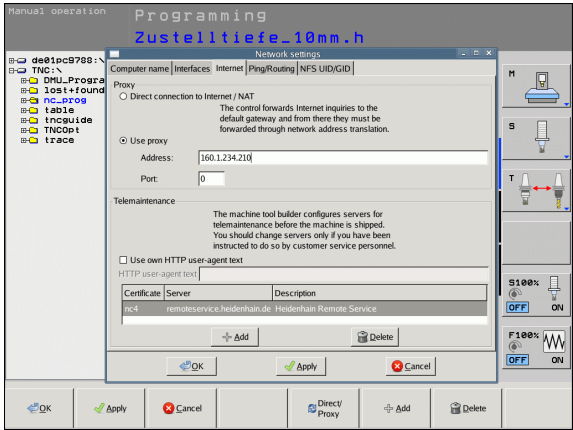 Manual operation
Programming
Zustelltiefe_10mm.h
de01pc9788:\
TNC:\
DMU_Progra
lost+found
nc_prog
table
tncguide
TNCOpt
trace
Network settings
Computer name Interfaces Internet Ping/Routing NFS UID/GID
Proxy
Direct connection to Internet / NAT
The control forwards Internet inquiries to the
default gateway and from there they must be
forwarded through network address translation.
Use proxy
Address: 160.1.234.210
Port: 0
Telemaintenance
The machine tool builder configures servers for
telemaintenance before the machine is shipped.
You should change servers only if you have been
instructed to do so by customer service personnel.
Use own HTTP user-agent text
HTTP user-agent text
Certificate Server Description
nc4 remoteservice.heidenhain.de Heidenhain Remote Service
Add Delete
OK Apply Cancel
M
S
T
S100%
OFF ON
F100%
OFF ON
OK Apply Cancel Direct/
Proxy Add Delete